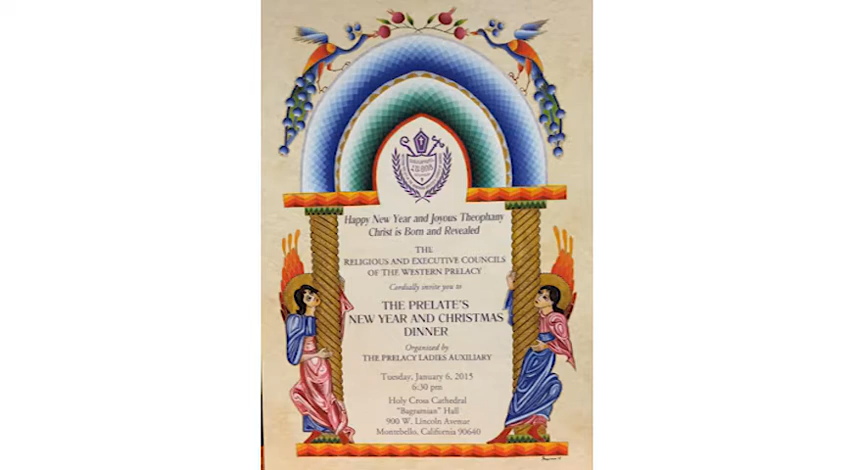 Happy New Year and Joyous Theophany
Christ is Born and Revealed
THE
RELIGIOUS AND EXECUTIVE COUNCILS
OF THE WESTERN PRELACY
Cordially invite you to
THE PRELATE'S
NEW YEAR AND CHRISTMAS
DINNER
Organized by
THE PRELACY LADIES AUXILIARY
Tuesday, January 6, 2015
6:30 pm
Holy Cross Cathedral
"Bagramian" Hall
900 W. Lincoln Avenue
Montebello, California 90640